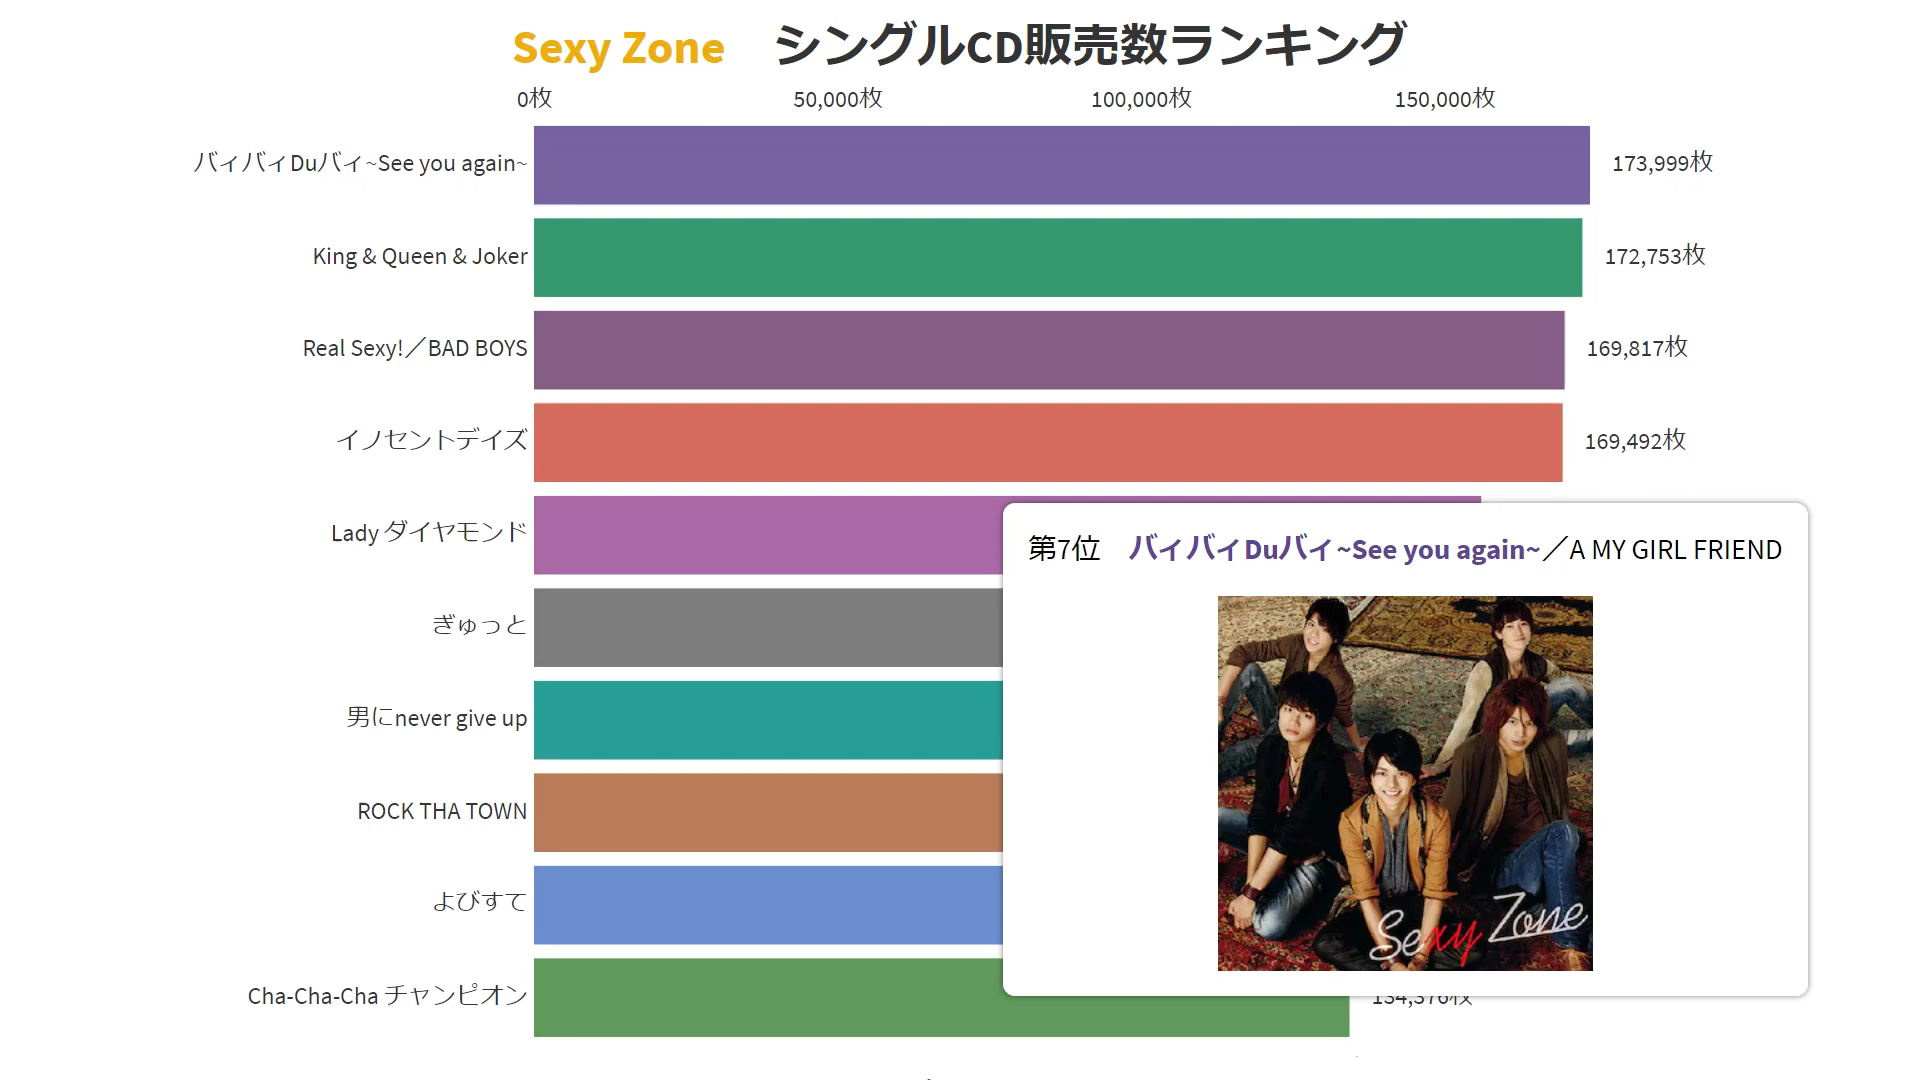 Sexy Zone シングルCD販売数ランキング
0枚 50,000枚 100,000枚 150,000枚
バィバィDuバィ~See you again~ 173,999枚
King & Queen & Joker 172,753枚
Real Sexy!／BAD BOYS 169,817枚
イノセントデイズ 169,492枚
Lady ダイヤモンド
第7位 バィバィDuバィ~See you again~／A MY GIRL FRIEND
ぎゅっと
男にnever give up
ROCK THA TOWN
よびすて
Sexy Zone
Cha-Cha-Cha チャンピオン 134,376枚